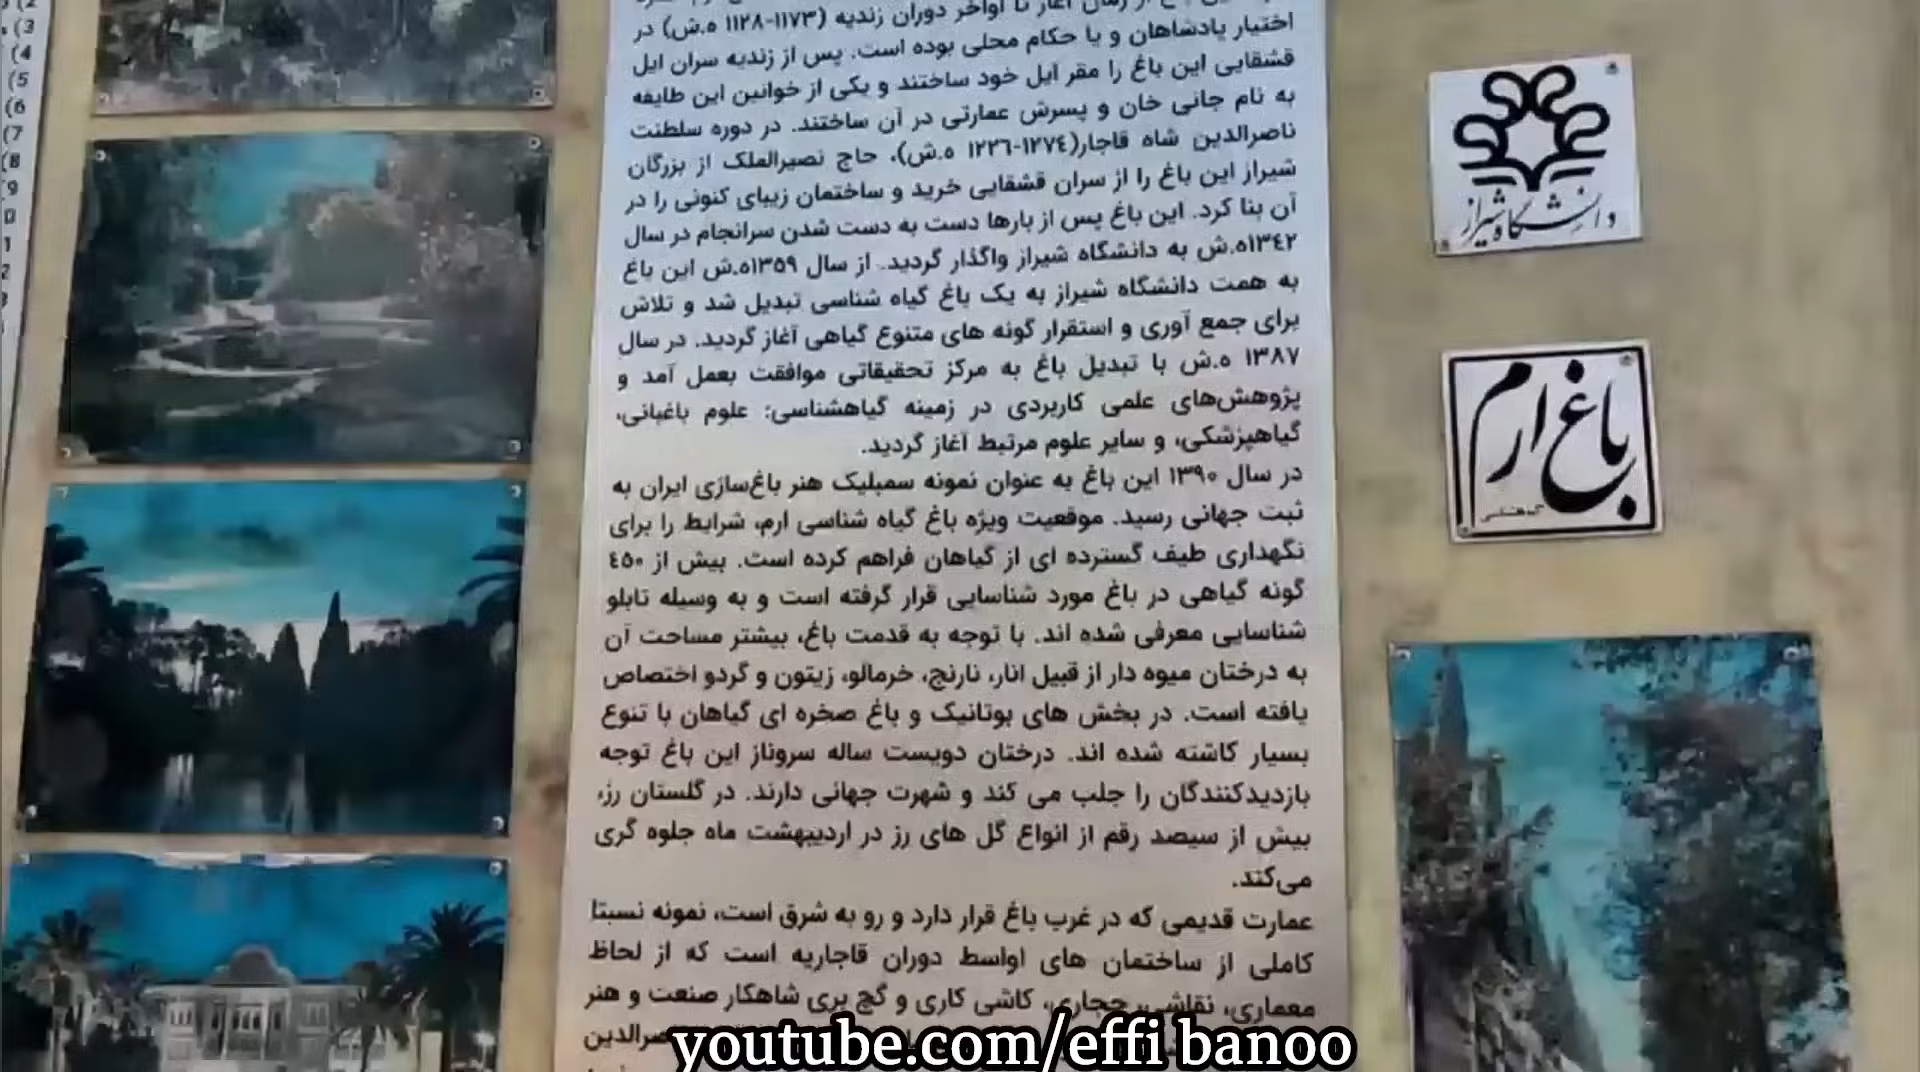 اواخر دوران زندیه (۱۱۷۳-۱۱۲۸ ه.ش) در
اختیار پادشاهان و یا حکام محلی بوده است. پس از زندیه سران ایل
قشقایی این باغ را مقر ایل خود ساختند و یکی از خوانین این طایفه
به نام جانی خان و پسرش عمارتی در آن ساختند. در دوره سلطنت
ناصرالدین شاه قاجار(۱۲۷٤-۱۲۲٦ ه.ش)، حاج نصیرالملک از بزرگان
شیراز این باغ را از سران قشقایی خرید و ساختمان زیبای کنونی را در
آن بنا کرد. این باغ پس از بارها دست به دست شدن سرانجام در سال
۱۳٤۲ه.ش به دانشگاه شیراز واگذار گردید. از سال ۱۳۵۹ه.ش این باغ
به همت دانشگاه شیراز به یک باغ گیاه شناسی تبدیل شد و تلاش
برای جمع آوری و استقرار گونه های متنوع گیاهی آغاز گردید. در سال
۱۳۸۷ ه.ش با تبدیل باغ به مرکز تحقیقاتی موافقت بعمل آمد و
پژوهش‌های علمی کاربردی در زمینه گیاهشناسی: علوم باغبانی،
گیاهپزشکی، و سایر علوم مرتبط آغاز گردید.
در سال ۱۳۹۰ این باغ به عنوان نمونه سمبلیک هنر باغ‌سازی ایران به
ثبت جهانی رسید. موقعیت ویژه باغ گیاه شناسی ارم، شرایط را برای
نگهداری طیف گسترده ای از گیاهان فراهم کرده است. بیش از ٤۵۰
گونه گیاهی در باغ مورد شناسایی قرار گرفته است و به وسیله تابلو
شناسایی معرفی شده اند. با توجه به قدمت باغ، بیشتر مساحت آن
به درختان میوه دار از قبیل انار، نارنج، خرمالو، زیتون و گردو اختصاص
یافته است. در بخش های بوتانیک و باغ صخره ای گیاهان با تنوع
بسیار کاشته شده اند. درختان دویست ساله سروناز این باغ توجه
بازدیدکنندگان را جلب می کند و شهرت جهانی دارند. در گلستان رز،
بیش از سیصد رقم از انواع گل های رز در اردیبهشت ماه جلوه گری
می‌کند.
عمارت قدیمی که در غرب باغ قرار دارد و رو به شرق است، نمونه نسبتا
کاملی از ساختمان های اواسط دوران قاجاریه است که از لحاظ
معماری، نقاشی، حجاری، کاشی کاری و گچ بری شاهکار صنعت و هنر
دانشگاه شیراز
باغ ارم
youtube.com/effi banoo